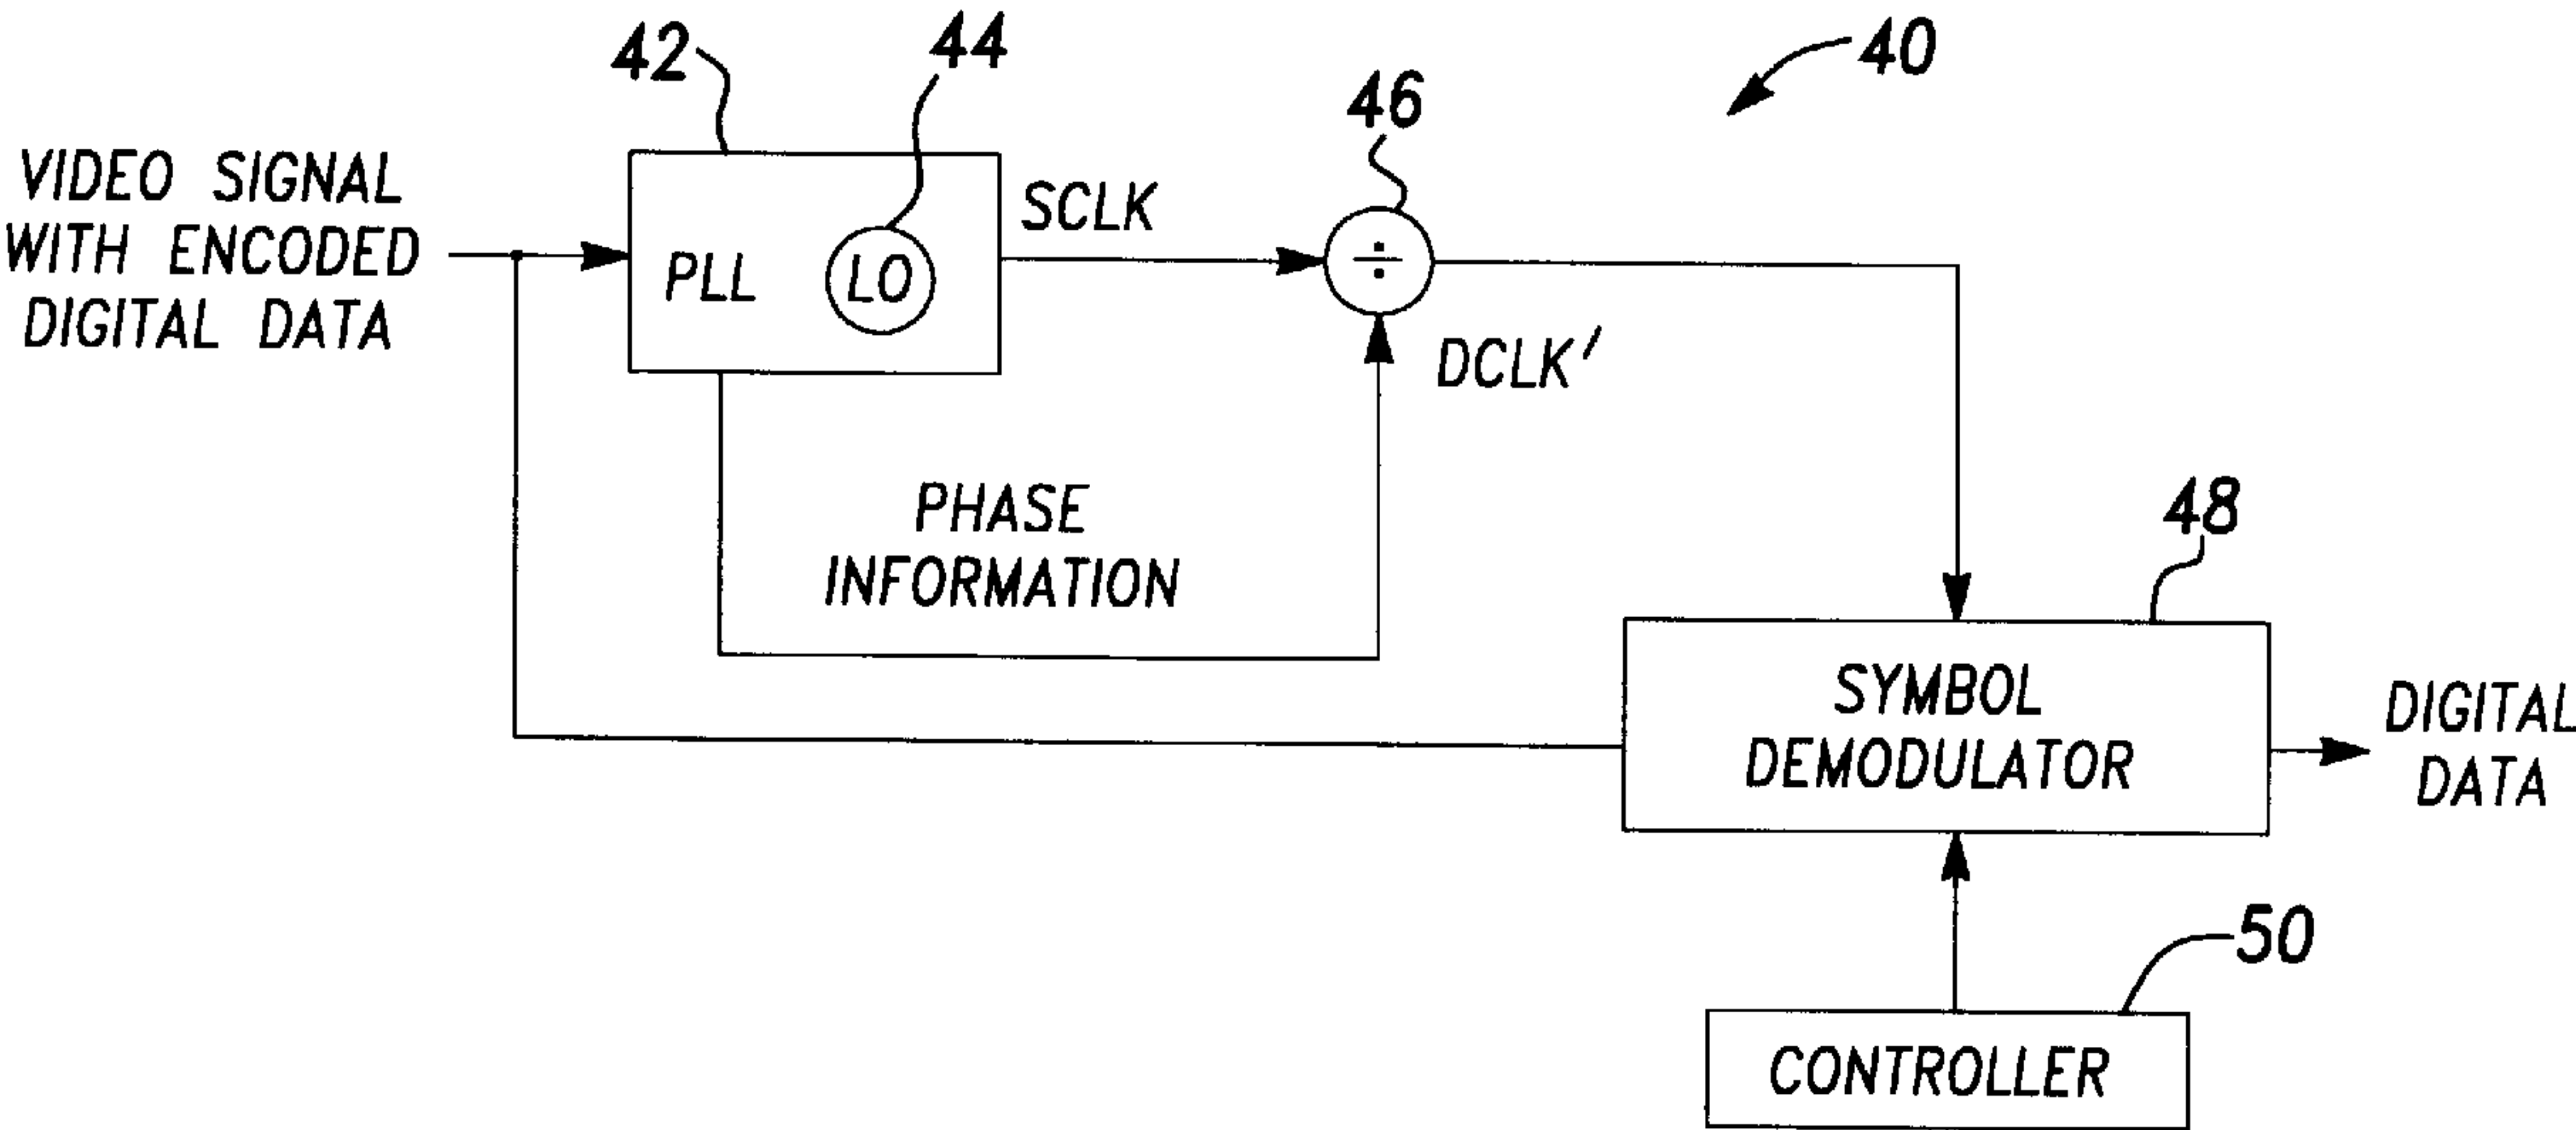 42
44
46
40
VIDEO SIGNAL
WITH ENCODED
DIGITAL DATA
PLL
LO
SCLK
÷
DCLK'
PHASE
INFORMATION
48
SYMBOL
DEMODULATOR
DIGITAL
DATA
50
CONTROLLER